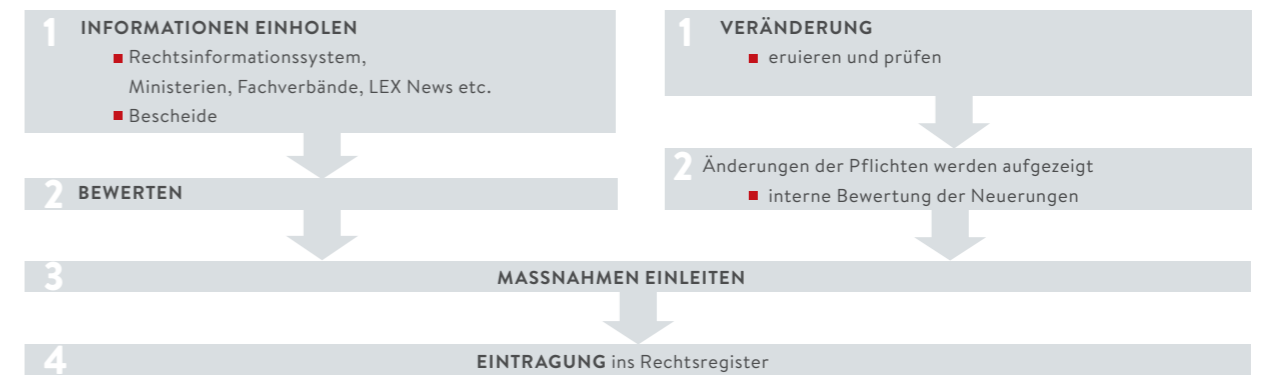 1 INFORMATIONEN EINHOLEN
Rechtsinformationssystem,
Ministerien, Fachverbände, LEX News etc.
Bescheide
2 BEWERTEN
1 VERÄNDERUNG
eruieren und prüfen
2 Änderungen der Pflichten werden aufgezeigt
interne Bewertung der Neuerungen
3 MASSNAHMEN EINLEITEN
4 EINTRAGUNG ins Rechtsregister